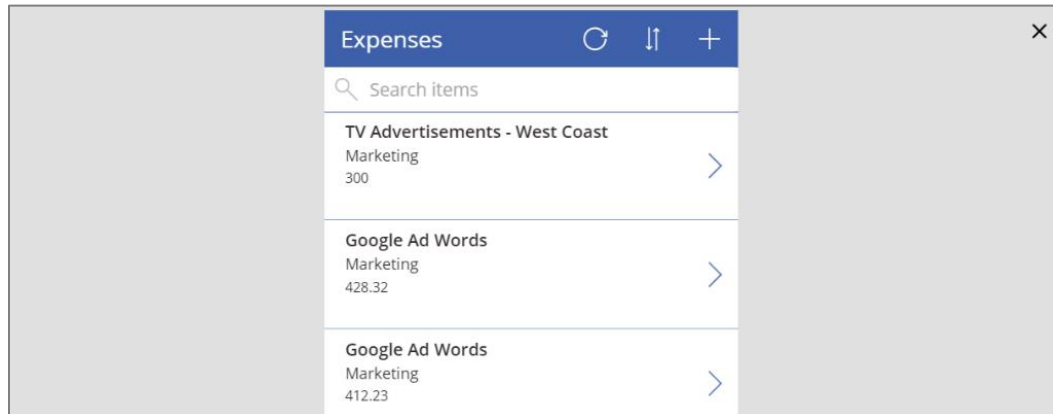 Expenses
Search items
TV Advertisements - West Coast
Marketing
300
Google Ad Words
Marketing
428.32
Google Ad Words
Marketing
412.23